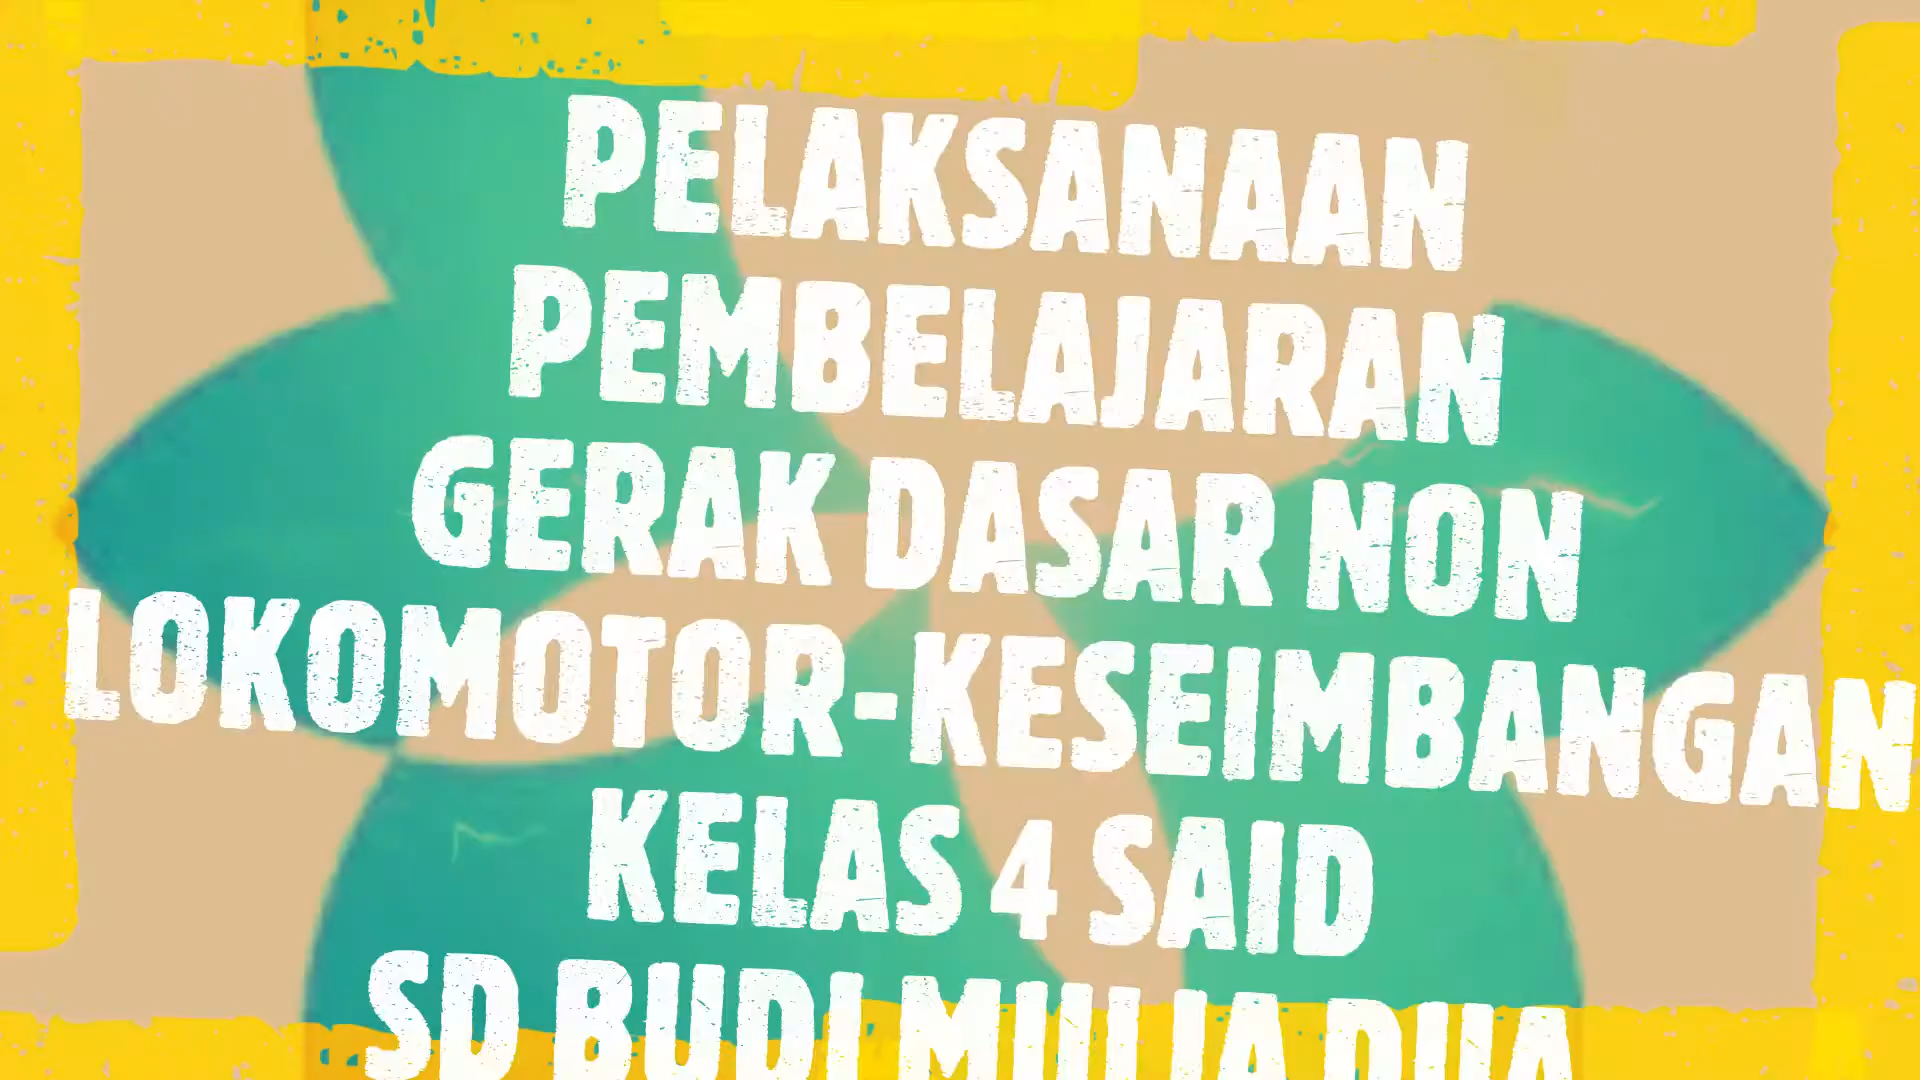 PELAKSANAAN
PEMBELAJARAN
GERAK DASAR NON
LOKOMOTOR-KESEIMBANGAN
KELAS 4 SAID
SD BUDI MULIA DUA